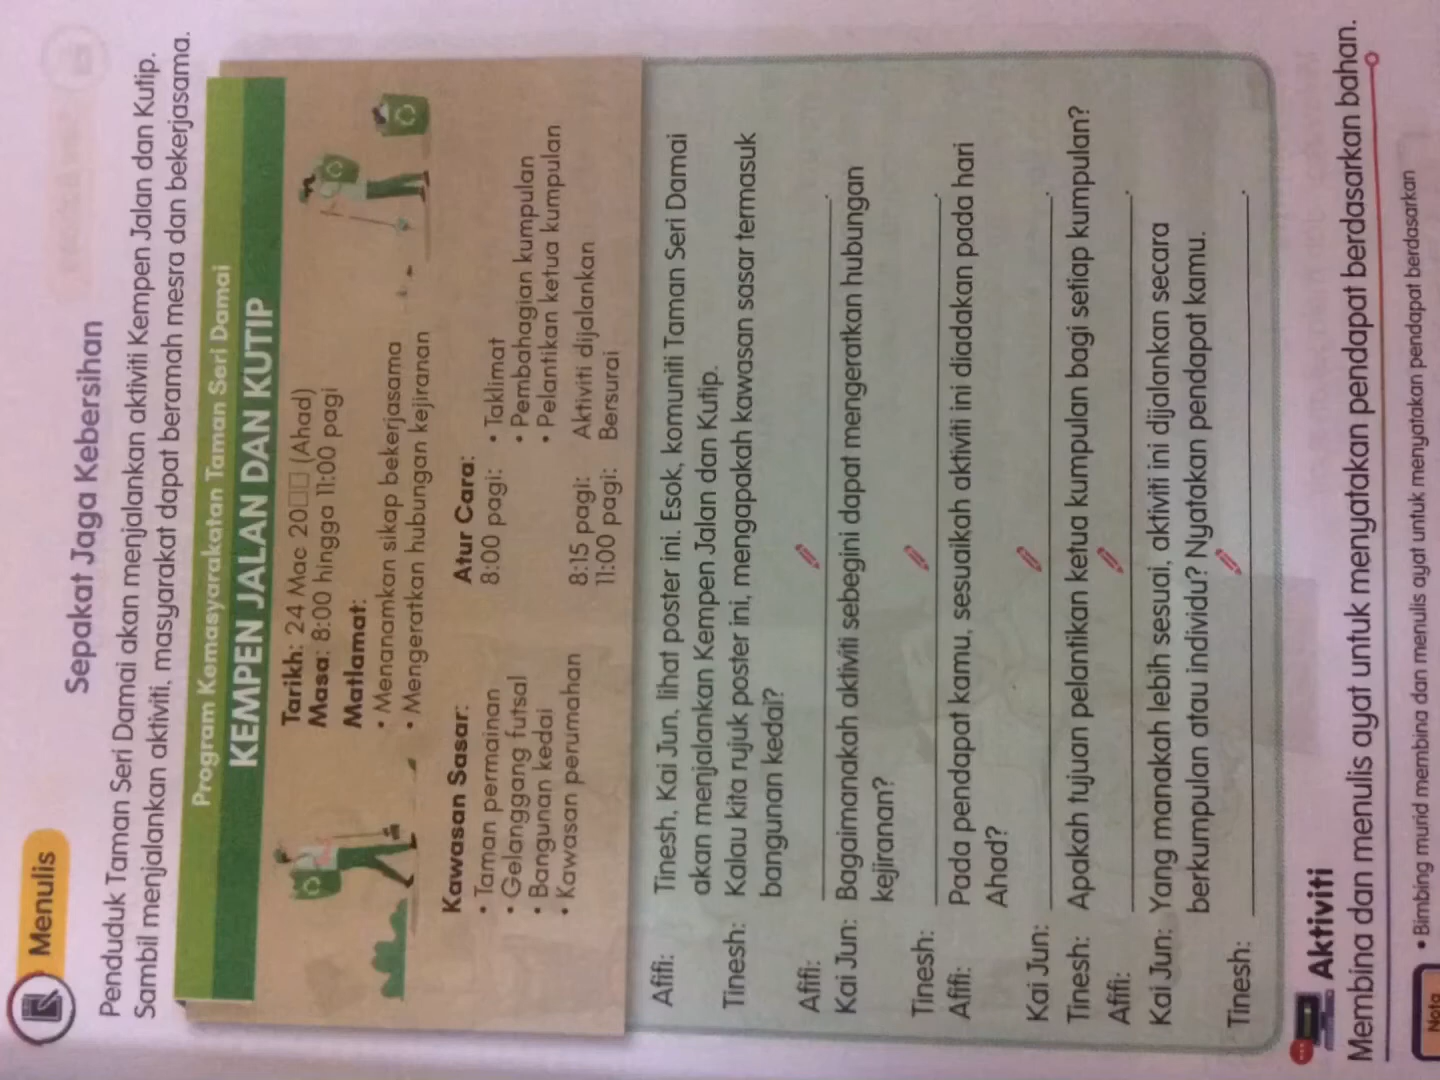 Menulis
Sepakat Jaga Kebersihan
Penduduk Taman Seri Damai akan menjalankan aktiviti Kempen Jalan dan Kutip.
Sambil menjalankan aktiviti, masyarakat dapat beramah mesra dan bekerjasama.
Program Kemasyarakatan Taman Seri Damai
KEMPEN JALAN DAN KUTIP
Tarikh: 24 Mac 20□□ (Ahad)
Masa: 8:00 hingga 11:00 pagi
Matlamat:
• Menanamkan sikap bekerjasama
• Mengeratkan hubungan kejiranan
Kawasan Sasar:
• Taman permainan
• Gelanggang futsal
• Bangunan kedai
• Kawasan perumahan
Atur Cara:
8:00 pagi: • Taklimat
• Pembahagian kumpulan
• Pelantikan ketua kumpulan
8:15 pagi: Aktiviti dijalankan
11:00 pagi: Bersurai
Afifi: Tinesh, Kai Jun, lihat poster ini. Esok, komuniti Taman Seri Damai
akan menjalankan Kempen Jalan dan Kutip.
Tinesh: Kalau kita rujuk poster ini, mengapakah kawasan sasar termasuk
bangunan kedai?
Afifi: .
Kai Jun: Bagaimanakah aktiviti sebegini dapat mengeratkan hubungan
kejiranan?
Tinesh: .
Afifi: Pada pendapat kamu, sesuaikah aktiviti ini diadakan pada hari
Ahad?
Kai Jun: .
Tinesh: Apakah tujuan pelantikan ketua kumpulan bagi setiap kumpulan?
Afifi: .
Kai Jun: Yang manakah lebih sesuai, aktiviti ini dijalankan secara
berkumpulan atau individu? Nyatakan pendapat kamu.
Tinesh: .
Aktiviti
Membina dan menulis ayat untuk menyatakan pendapat berdasarkan bahan.
Nota
• Bimbing murid membina dan menulis ayat untuk menyatakan pendapat berdasarkan